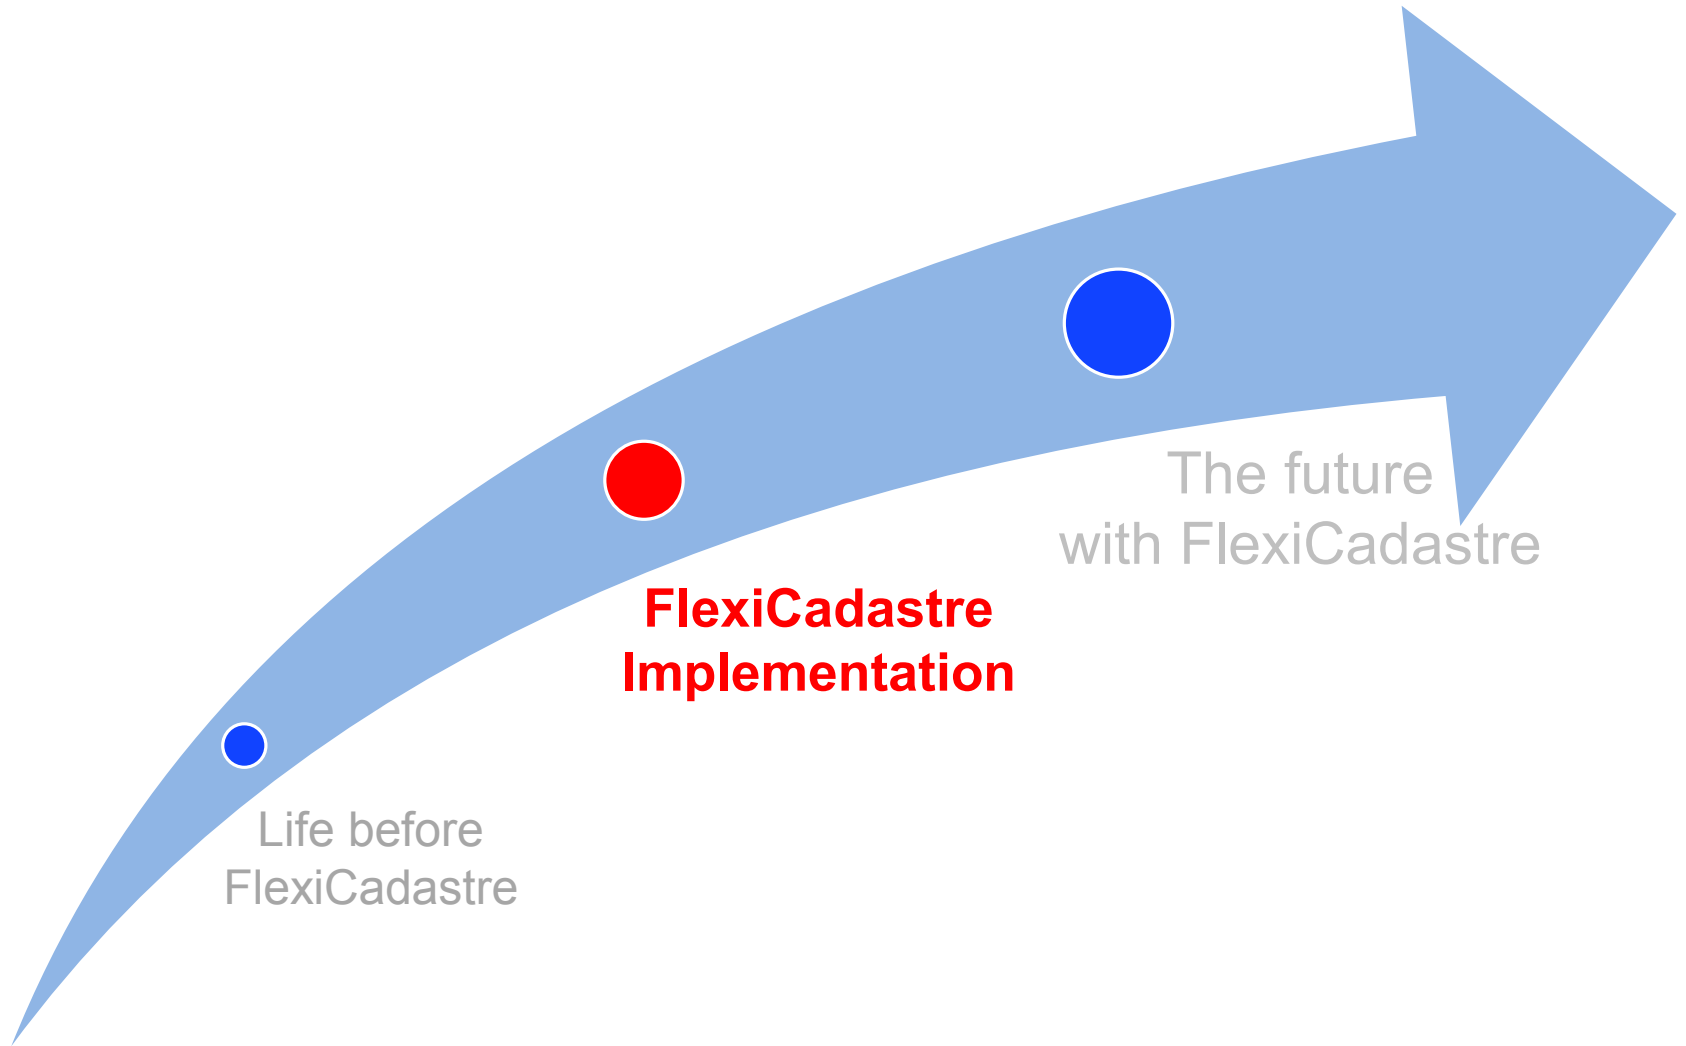 Life before
FlexiCadastre
FlexiCadastre
Implementation
The future
with FlexiCadastre